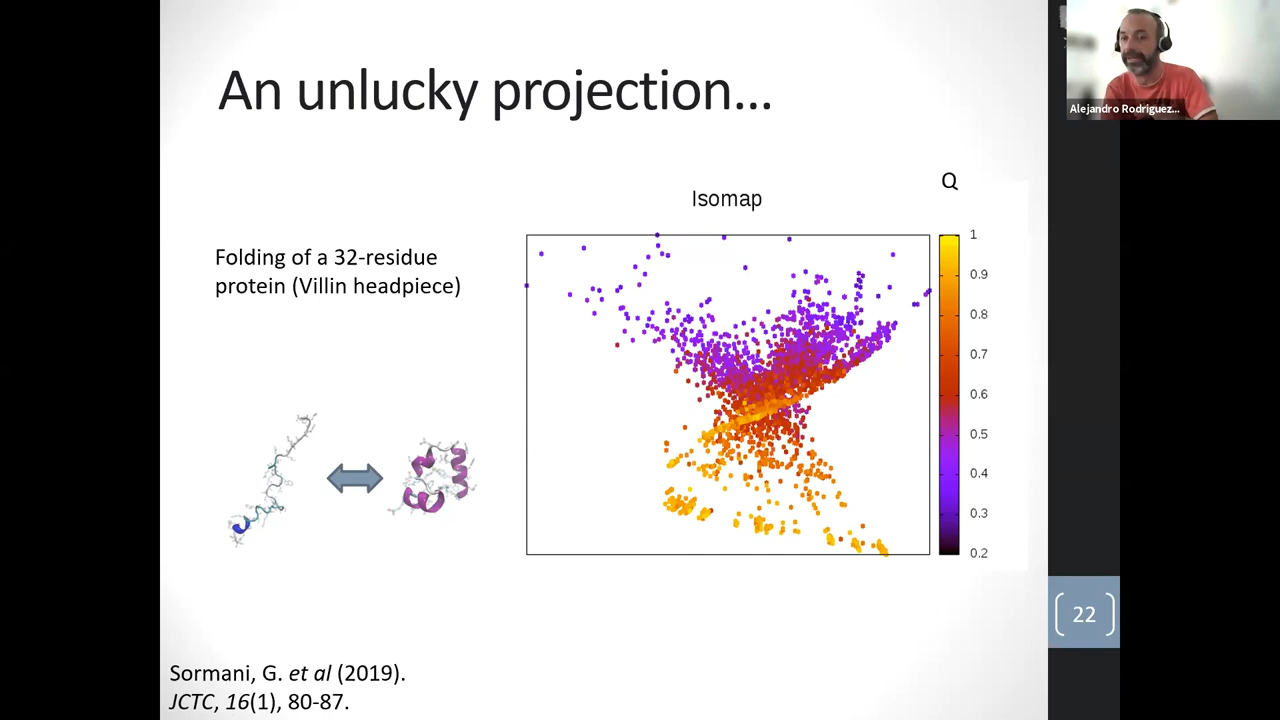 An unlucky projection...
Alejandro Rodriguez...
Q
Isomap
Folding of a 32-residue
protein (Villin headpiece)
1
0.9
0.8
0.7
0.6
0.5
0.4
0.3
0.2
22
Sormani, G. et al (2019).
JCTC, 16(1), 80-87.